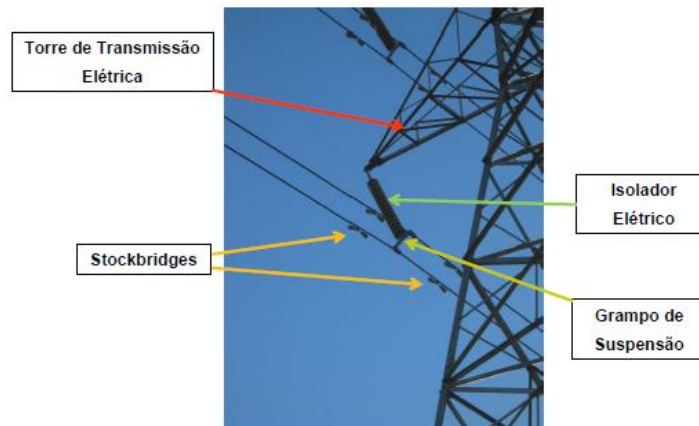 Torre de Transmissão
Elétrica
Isolador
Elétrico
Stockbridges
Grampo de
Suspensão